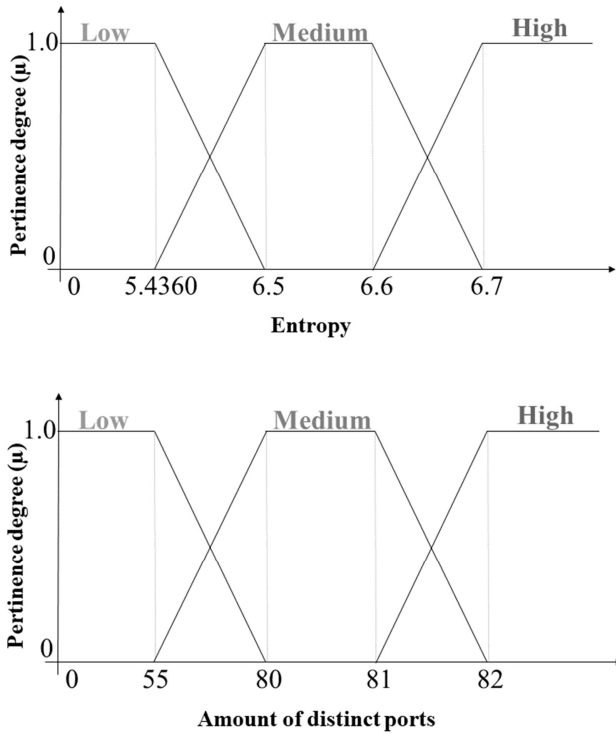 Low Medium High
1.0
Pertinence degree (μ)
0
0 5.4360 6.5 6.6 6.7
Entropy
Low Medium High
1.0
Pertinence degree (μ)
0
0 55 80 81 82
Amount of distinct ports